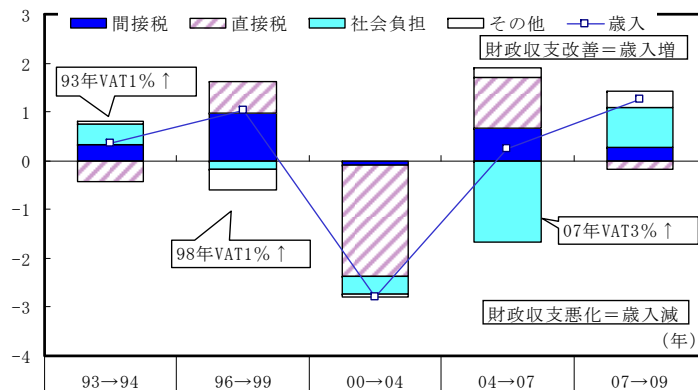 間接税 直接税 社会負担 その他 歳入
財政収支改善＝歳入増
93年VAT1％↑
98年VAT1％↑
07年VAT3％↑
財政収支悪化＝歳入減
(年)
3
2
1
0
-1
-2
-3
-4
93→94 96→99 00→04 04→07 07→09